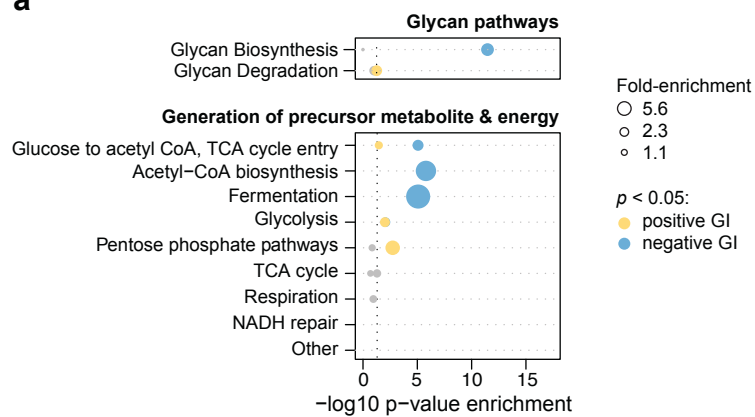 a
Glycan pathways
Glycan Biosynthesis
Glycan Degradation
Generation of precursor metabolite & energy
Glucose to acetyl CoA, TCA cycle entry
Acetyl−CoA biosynthesis
Fermentation
Glycolysis
Pentose phosphate pathways
TCA cycle
Respiration
NADH repair
Other
0 5 10 15
−log10 p−value enrichment
Fold-enrichment
5.6
2.3
1.1
p < 0.05:
positive GI
negative GI